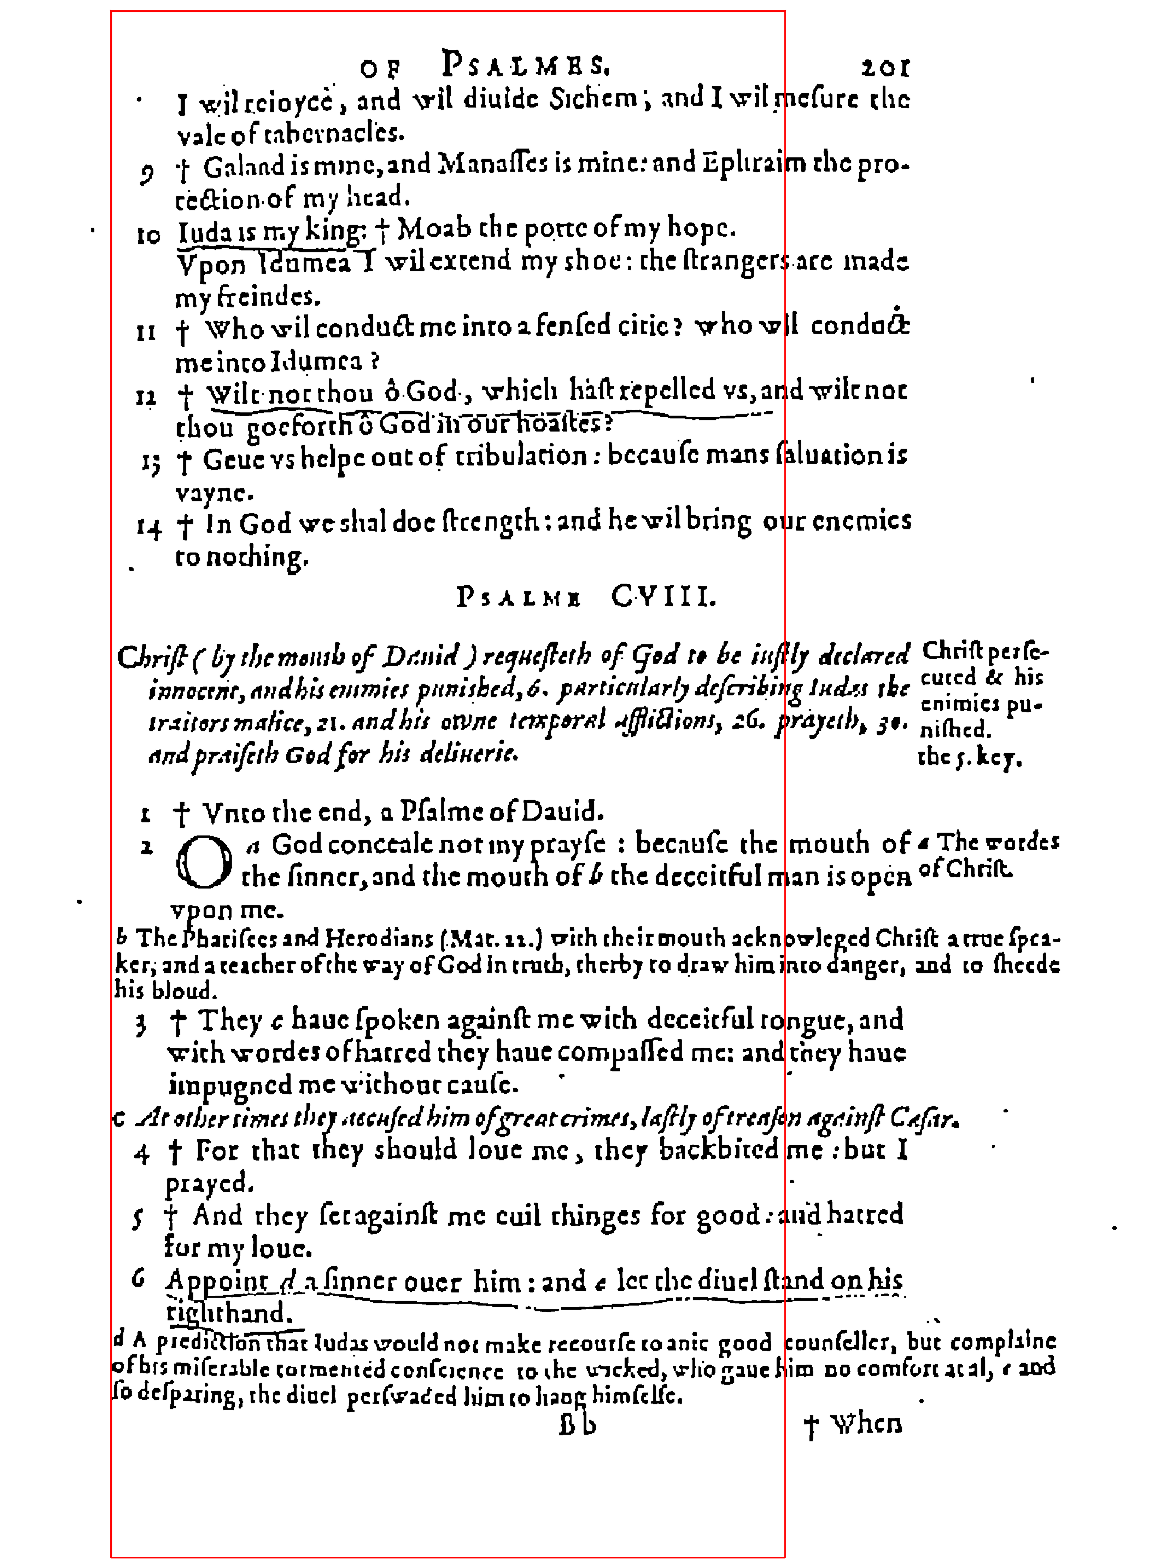 OF PSALMES. 201
I wil reioyce, and wil diuide Sichem; and I wil mesure the
vale of tabernacles.
9 † Galaad is mine, and Manasſes is mine: and Ephraim the pro-
tection of my head.
10 Iuda is my king: † Moab the potte of my hope.
Vpon Idumea I wil extend my shoe: the ſtrangers are made
my freindes.
11 † Who wil conduct me into a fenſed citie? who wil conduct
me into Idumea?
12 † Wilt not thou ô God, which haſt repelled vs, and wilt not
thou goe forth ô God in our hoaſtes?
13 † Geue vs helpe out of tribulation: becauſe mans ſaluation is
vayne.
14 † In God we shal doe ſtrength: and he wil bring our enemies
to nothing.
PSALME CVIII.
Chriſt (by the mouth of Dauid) requeſteth of God to be iuſtly declared
innocent, and his enimies punished, 6. particularly deſcribing Iudas the
traitors malice, 21. and his owne temporal afflictions, 26. prayeth, 30.
and praiſeth God for his deliuerie.
Chriſt perſe-
cuted & his
enimies pu-
niſhed.
the 5. key.
1 † Vnto the end, a Pſalme of Dauid.
2 O a God conceale not my prayſe: becauſe the mouth of
the ſinner, and the mouth of b the deceitful man is open
vpon me.
a The wordes
of Chriſt.
b The Phariſees and Herodians (Mat. 22.) with their mouth acknowleged Chriſt a true ſpea-
ker, and a teacher of the way of God in truth, therby to draw him into danger, and to ſheede
his bloud.
3 † They c haue ſpoken againſt me with deceitful tongue, and
with wordes of hatred they haue compaſſed me: and they haue
impugned me without cauſe.
c At other times they accuſed him of great crimes, laſtly of treaſon againſt Ceſar.
4 † For that they should loue me, they backbited me: but I
prayed.
5 † And they ſet againſt me euil thinges for good: and hatred
for my loue.
6 Appoint d a ſinner ouer him: and e let the diuel ſtand on his
righthand.
d A prediction that Iudas would not make recourſe to anie good counſeller, but complaine
of his miſerable tormented conſcience to the wicked, who gaue him no comfort at al, e and
ſo deſparing, the diuel perſwaded him to hang himſelfe.
Bb † When